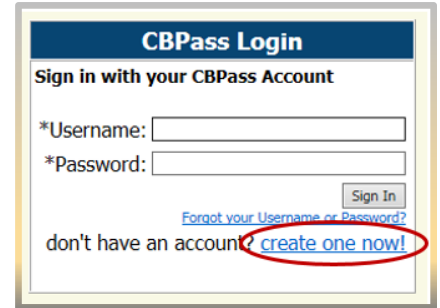 CBPass Login
Sign in with your CBPass Account
*Username:
*Password:
Sign In
Forgot your Username or Password?
don't have an account? create one now!